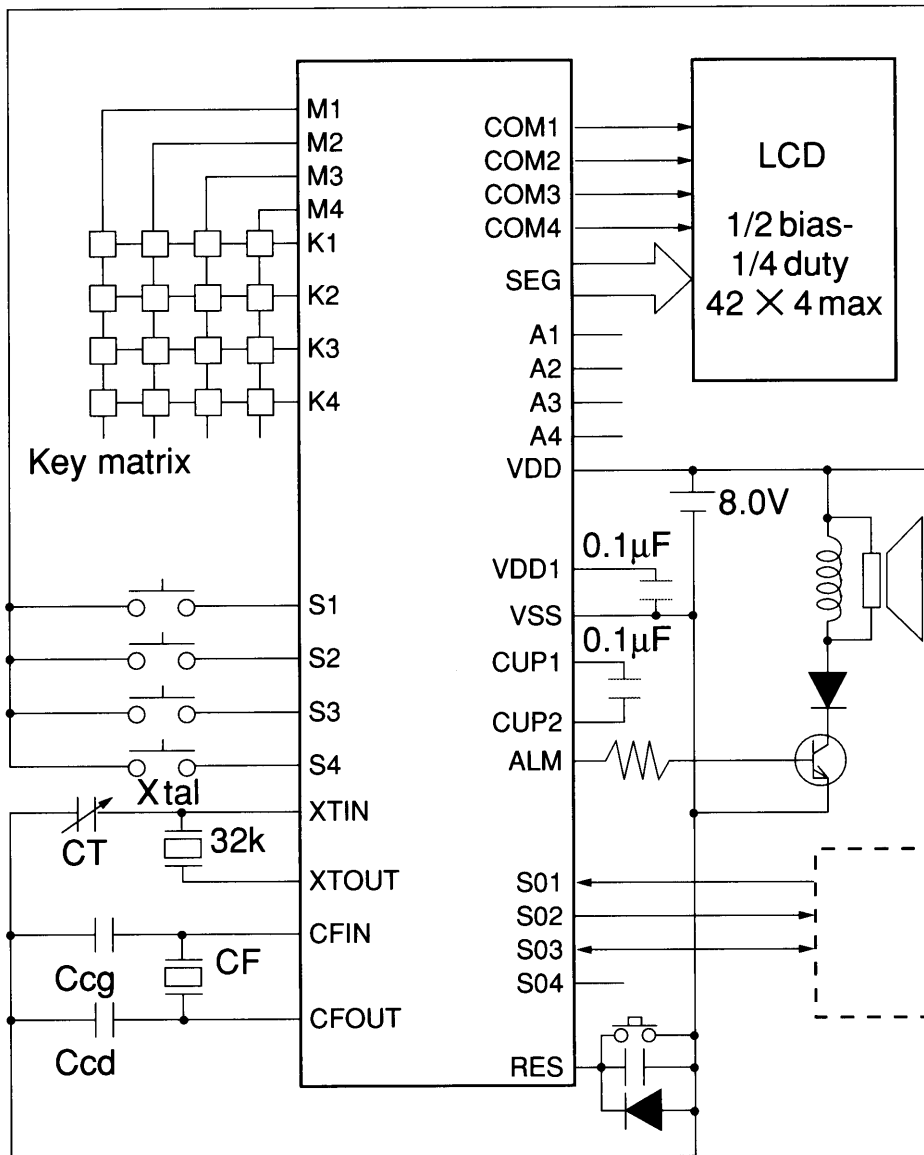 M1
M2
M3
M4
K1
K2
K3
K4
Key matrix
S1
S2
S3
S4
Xtal
XTIN
CT
32k
XTOUT
CFIN
Ccg
CF
CFOUT
Ccd
COM1
COM2
COM3
COM4
SEG
A1
A2
A3
A4
VDD
VDD1
VSS
CUP1
CUP2
ALM
S01
S02
S03
S04
RES
LCD
1/2 bias-
1/4 duty
42 × 4 max
8.0V
0.1μF
0.1μF